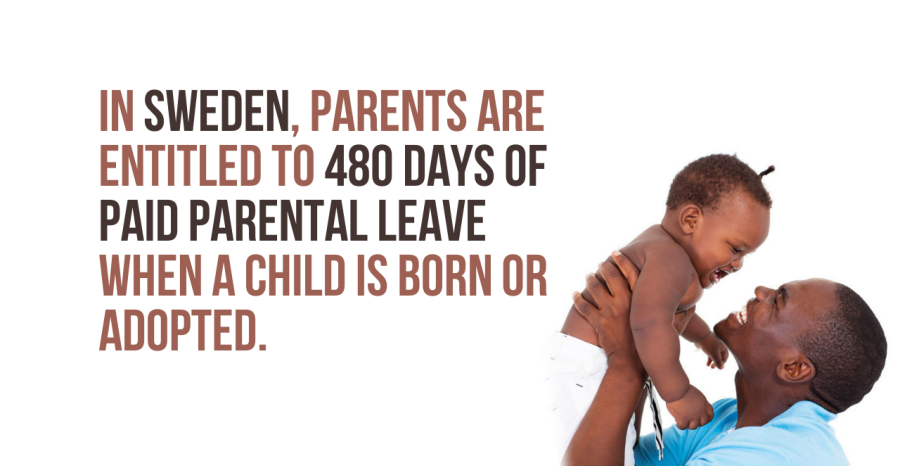 IN SWEDEN, PARENTS ARE
ENTITLED TO 480 DAYS OF
PAID PARENTAL LEAVE
WHEN A CHILD IS BORN OR
ADOPTED.